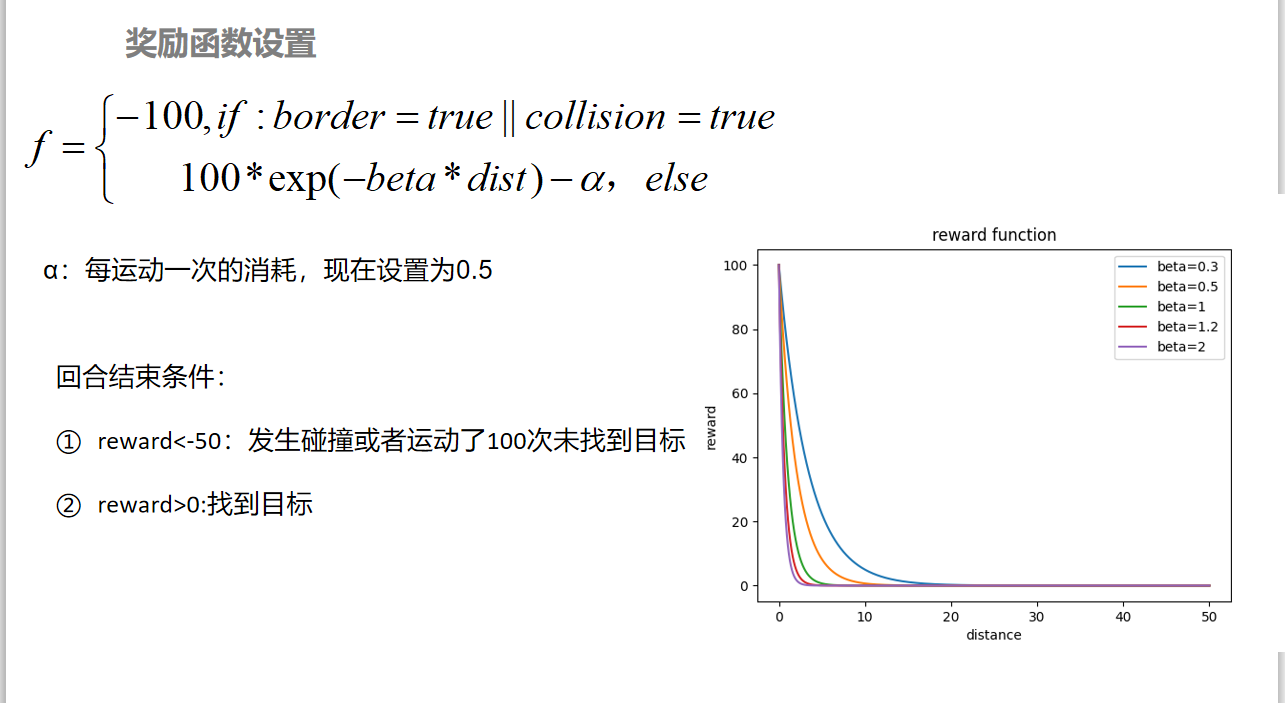 奖励函数设置
f = { −100, if : border = true || collision = true
100*exp(−beta*dist)−α， else
α：每运动一次的消耗，现在设置为0.5
回合结束条件：
① reward<-50：发生碰撞或者运动了100次未找到目标
② reward>0:找到目标
reward function
beta=0.3
beta=0.5
beta=1
beta=1.2
beta=2
reward
100
80
60
40
20
0
0 10 20 30 40 50
distance